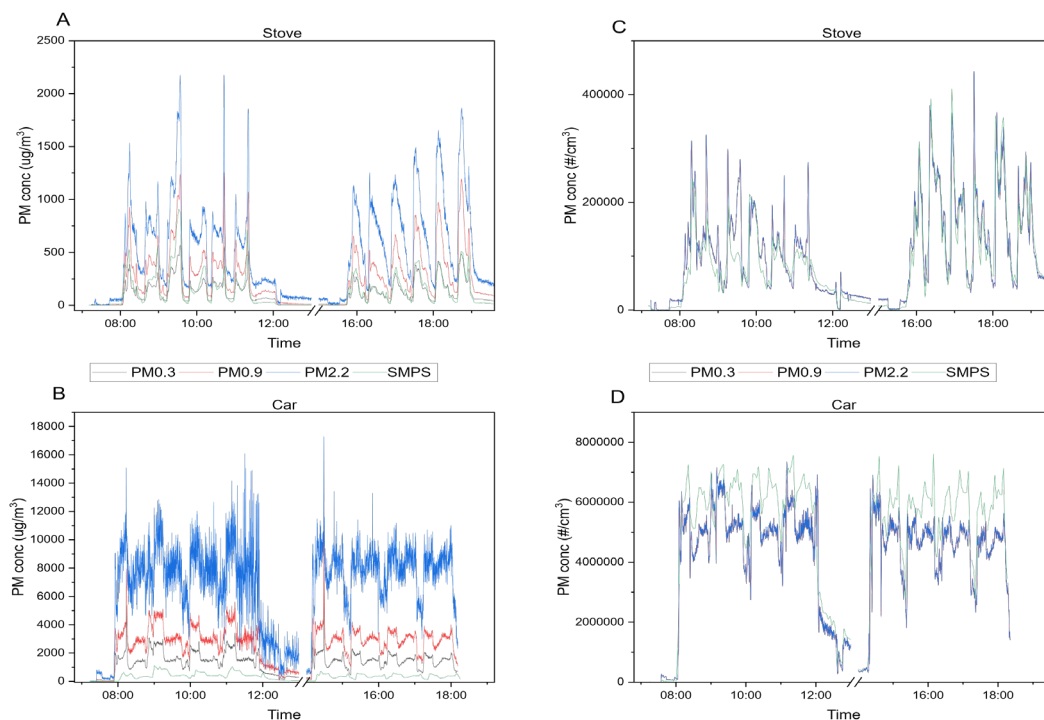 A
Stove
2500
2000
1500
1000
500
0
PM conc (ug/m³)
08:00 10:00 12:00 16:00 18:00
Time
C
Stove
400000
200000
0
PM conc (#/cm³)
08:00 10:00 12:00 16:00 18:00
Time
PM0.3 PM0.9 PM2.2 SMPS
PM0.3 PM0.9 PM2.2 SMPS
B
Car
18000
16000
14000
12000
10000
8000
6000
4000
2000
0
PM conc (ug/m³)
08:00 10:00 12:00 16:00 18:00
Time
D
Car
8000000
6000000
4000000
2000000
0
PM conc (#/cm³)
08:00 10:00 12:00 16:00 18:00
Time